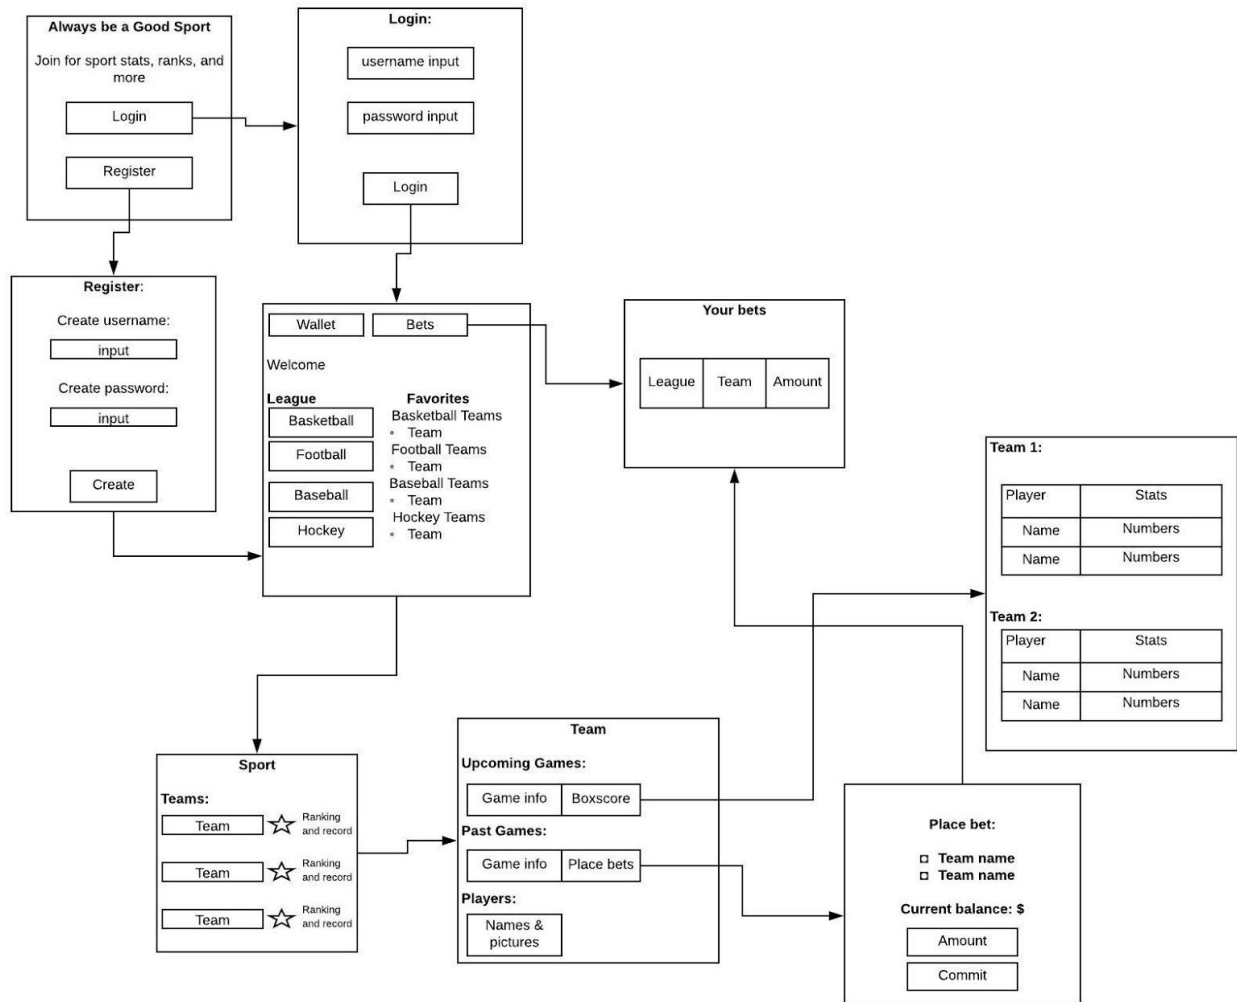 Always be a Good Sport
Join for sport stats, ranks, and
more
Login
Register
Login:
username input
password input
Login
Register:
Create username:
input
Create password:
input
Create
Wallet
Bets
Welcome
League
Basketball
Football
Baseball
Hockey
Favorites
Basketball Teams
Team
Football Teams
Team
Baseball Teams
Team
Hockey Teams
Team
Your bets
League Team Amount
Team 1:
Player Stats
Name Numbers
Name Numbers
Team 2:
Player Stats
Name Numbers
Name Numbers
Sport
Teams:
Team
Ranking
and record
Team
Ranking
and record
Team
Ranking
and record
Team
Upcoming Games:
Game info Boxscore
Past Games:
Game info Place bets
Players:
Names &
pictures
Place bet:
Team name
Team name
Current balance: $
Amount
Commit